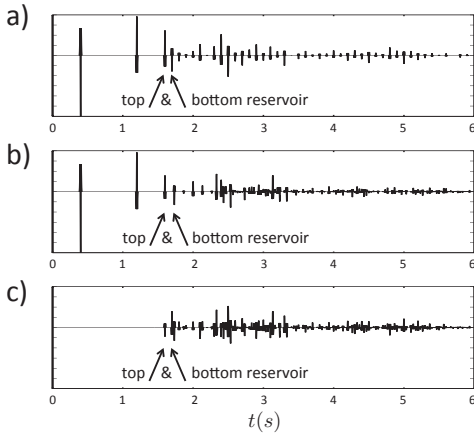 a)
top & bottom reservoir
0 1 2 3 4 5 6
b)
top & bottom reservoir
0 1 2 3 4 5 6
c)
top & bottom reservoir
0 1 2 3 4 5 6
t(s)